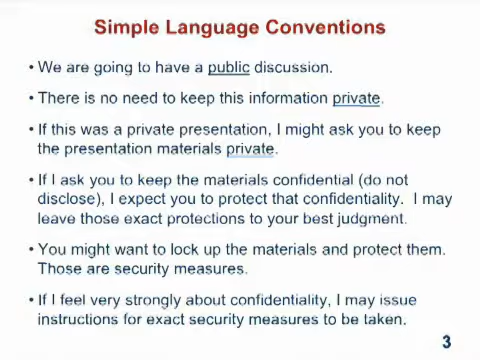 Simple Language Conventions
• We are going to have a public discussion.
• There is no need to keep this information private.
• If this was a private presentation, I might ask you to keep
the presentation materials private.
• If I ask you to keep the materials confidential (do not
disclose), I expect you to protect that confidentiality. I may
leave those exact protections to your best judgment.
• You might want to lock up the materials and protect them.
Those are security measures.
• If I feel very strongly about confidentiality, I may issue
instructions for exact security measures to be taken.
3